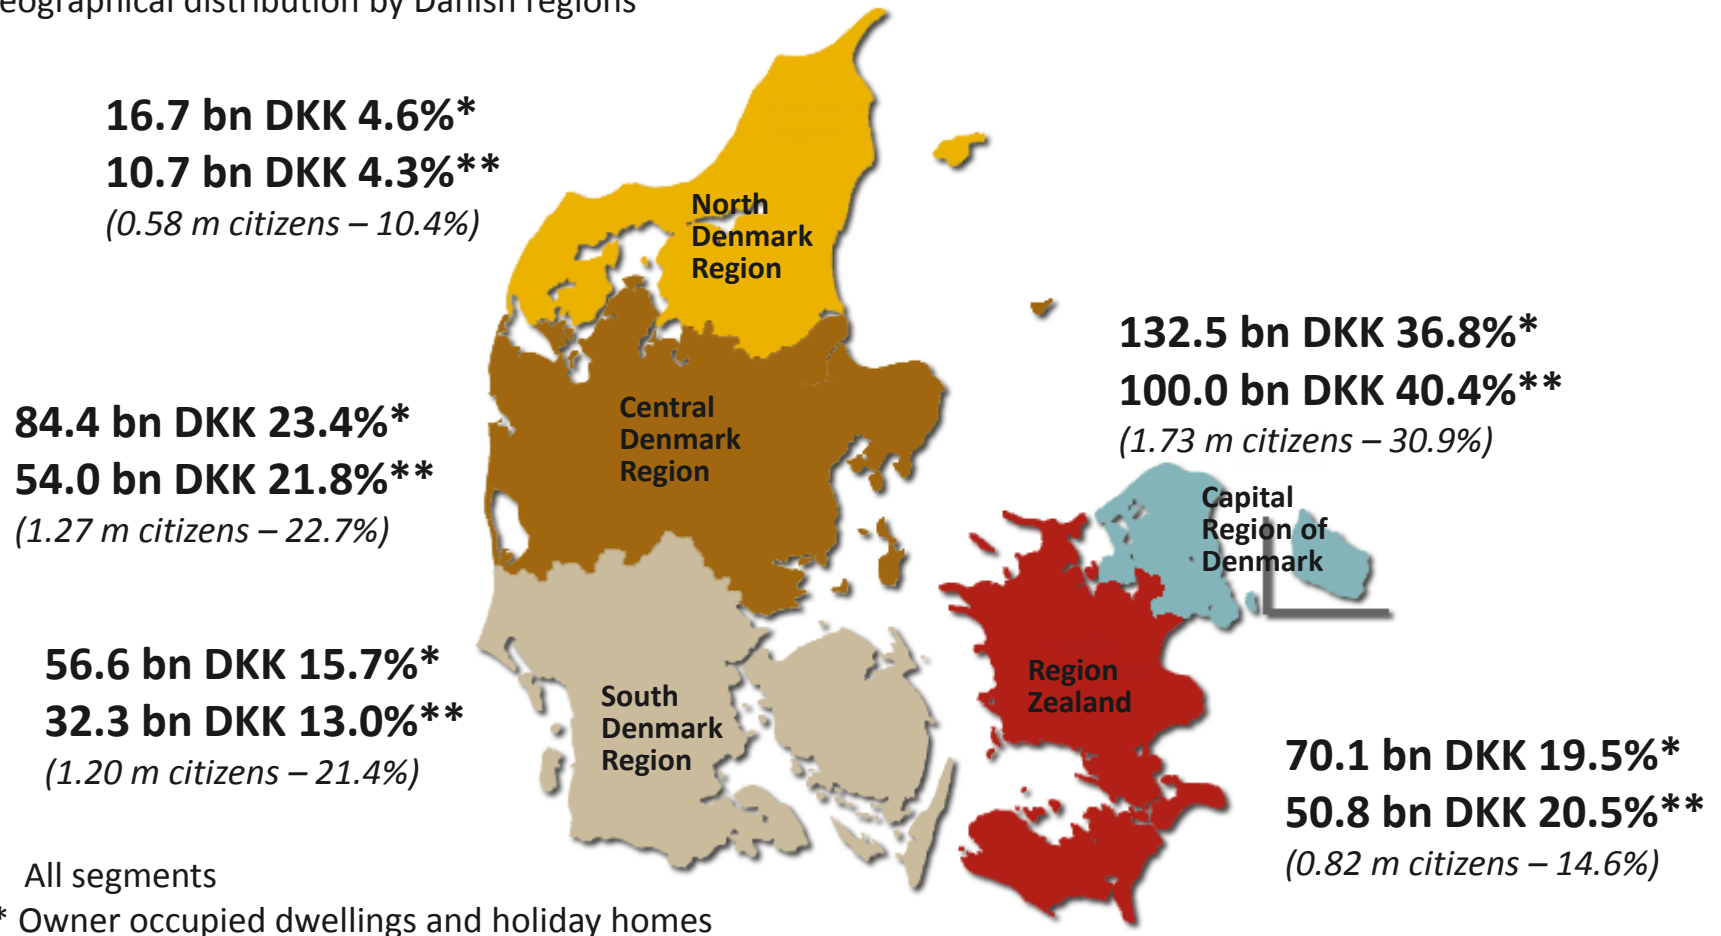 eographical distribution by Danish regions
16.7 bn DKK 4.6%*
10.7 bn DKK 4.3%**
(0.58 m citizens – 10.4%)
North
Denmark
Region
132.5 bn DKK 36.8%*
100.0 bn DKK 40.4%**
(1.73 m citizens – 30.9%)
84.4 bn DKK 23.4%*
54.0 bn DKK 21.8%**
(1.27 m citizens – 22.7%)
Central
Denmark
Region
Capital
Region of
Denmark
56.6 bn DKK 15.7%*
32.3 bn DKK 13.0%**
(1.20 m citizens – 21.4%)
South
Denmark
Region
Region
Zealand
70.1 bn DKK 19.5%*
50.8 bn DKK 20.5%**
(0.82 m citizens – 14.6%)
All segments
* Owner occupied dwellings and holiday homes